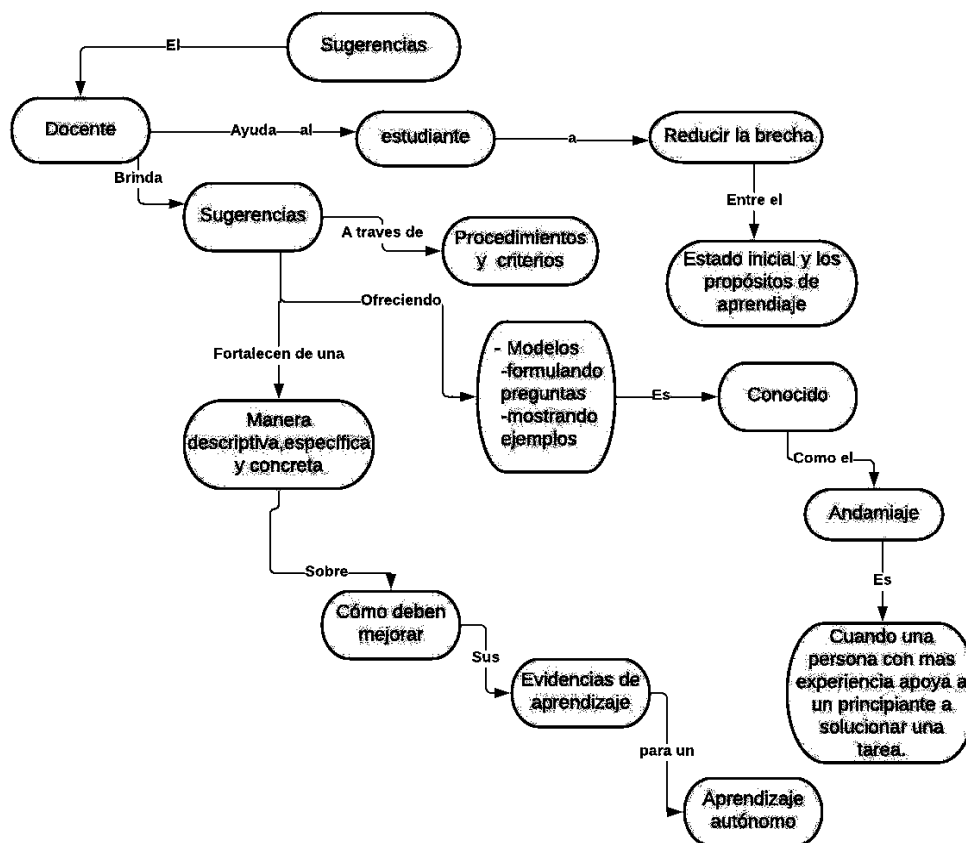 Sugerencias
El
Docente
Ayuda al
estudiante
a
Reducir la brecha
Brinda
Entre el
Sugerencias
A traves de
Procedimientos
y criterios
Estado inicial y los
propósitos de
aprendiaje
Ofreciendo
Fortalecen de una
- Modelos
-formulando
preguntas
-mostrando
ejemplos
Es
Conocido
Manera
descriptiva,específica
y concreta
Como el
Andamiaje
Sobre
Es
Cómo deben
mejorar
Sus
Cuando una
persona con mas
experiencia apoya a
un principiante a
solucionar una
tarea.
Evidencias de
aprendizaje
para un
Aprendizaje
autónomo